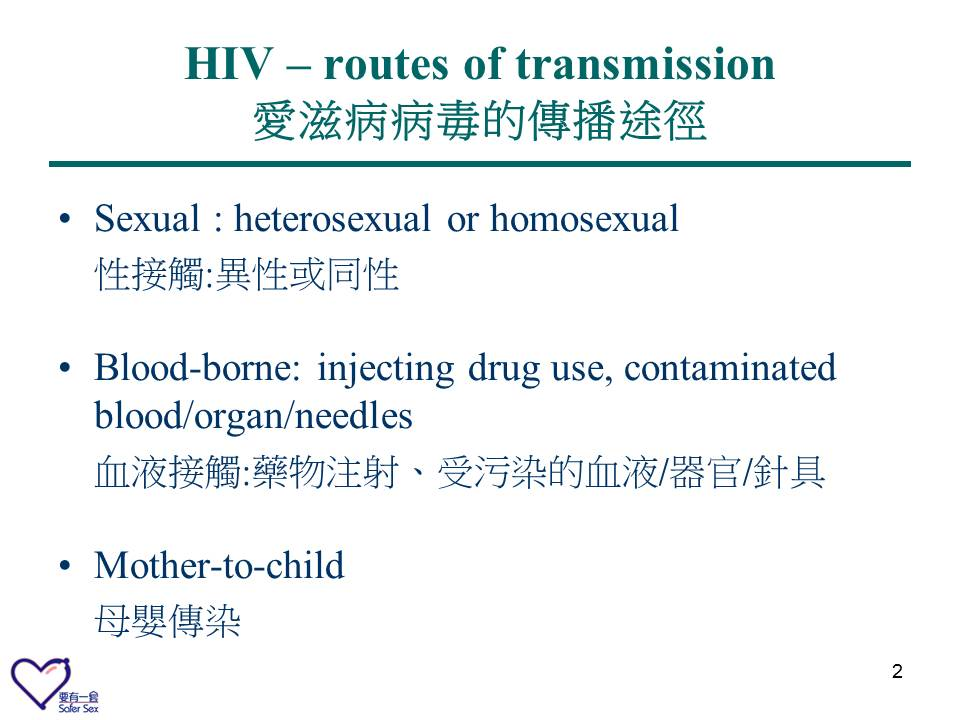 HIV – routes of transmission
愛滋病病毒的傳播途徑
• Sexual : heterosexual or homosexual
性接觸:異性或同性
• Blood-borne: injecting drug use, contaminated
blood/organ/needles
血液接觸:藥物注射、受污染的血液/器官/針具
• Mother-to-child
母嬰傳染
2
要有一套
Safer Sex